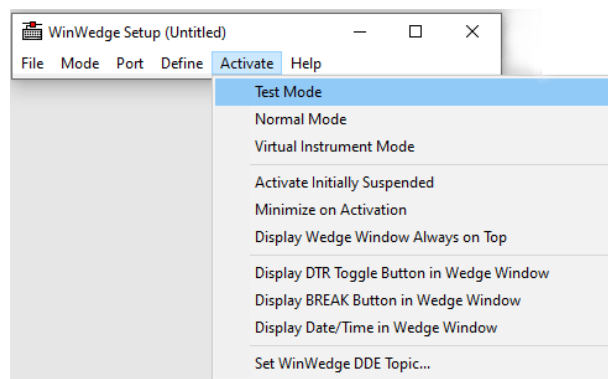 WinWedge Setup (Untitled)
File Mode Port Define Activate Help
Test Mode
Normal Mode
Virtual Instrument Mode
Activate Initially Suspended
Minimize on Activation
Display Wedge Window Always on Top
Display DTR Toggle Button in Wedge Window
Display BREAK Button in Wedge Window
Display Date/Time in Wedge Window
Set WinWedge DDE Topic...